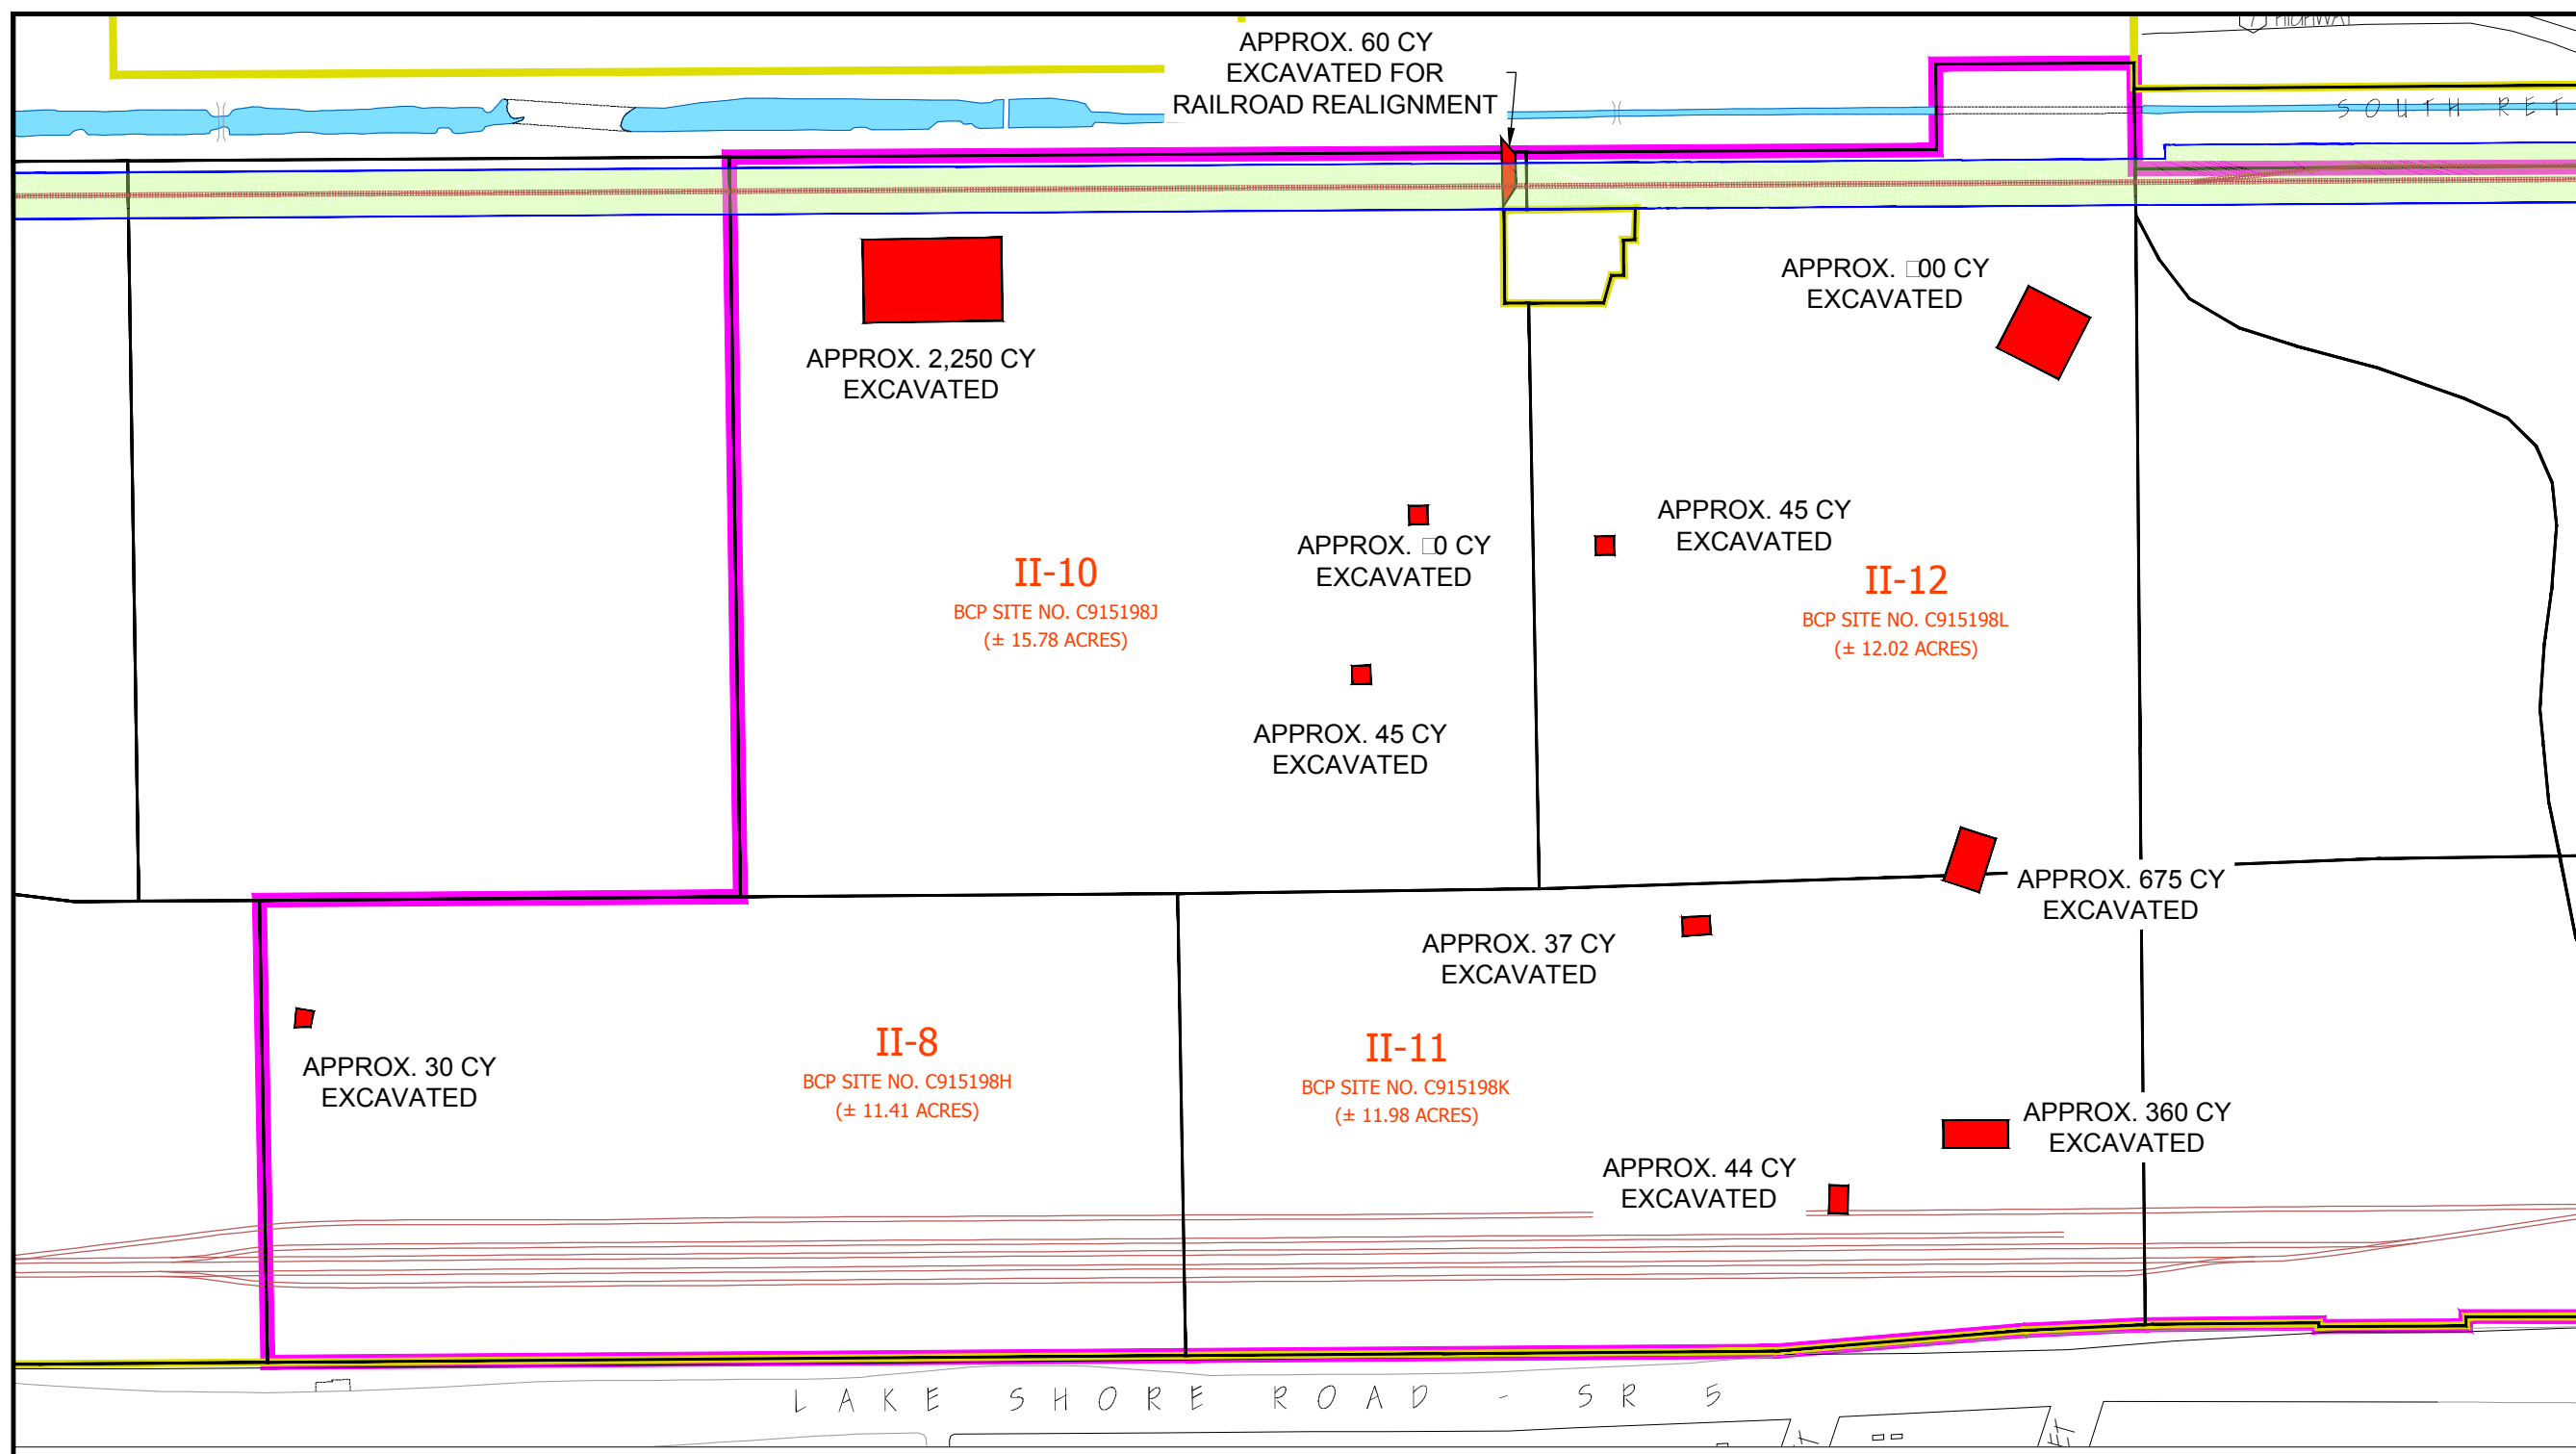 HIGHWAY
APPROX. 60 CY
EXCAVATED FOR
RAILROAD REALIGNMENT
SOUTH RET
APPROX. □00 CY
EXCAVATED
APPROX. 2,250 CY
EXCAVATED
APPROX. 45 CY
EXCAVATED
APPROX. □0 CY
EXCAVATED
II-10
BCP SITE NO. C915198J
(± 15.78 ACRES)
II-12
BCP SITE NO. C915198L
(± 12.02 ACRES)
APPROX. 45 CY
EXCAVATED
APPROX. 675 CY
EXCAVATED
APPROX. 37 CY
EXCAVATED
APPROX. 30 CY
EXCAVATED
II-8
BCP SITE NO. C915198H
(± 11.41 ACRES)
II-11
BCP SITE NO. C915198K
(± 11.98 ACRES)
APPROX. 360 CY
EXCAVATED
APPROX. 44 CY
EXCAVATED
LAKE SHORE ROAD - SR 5